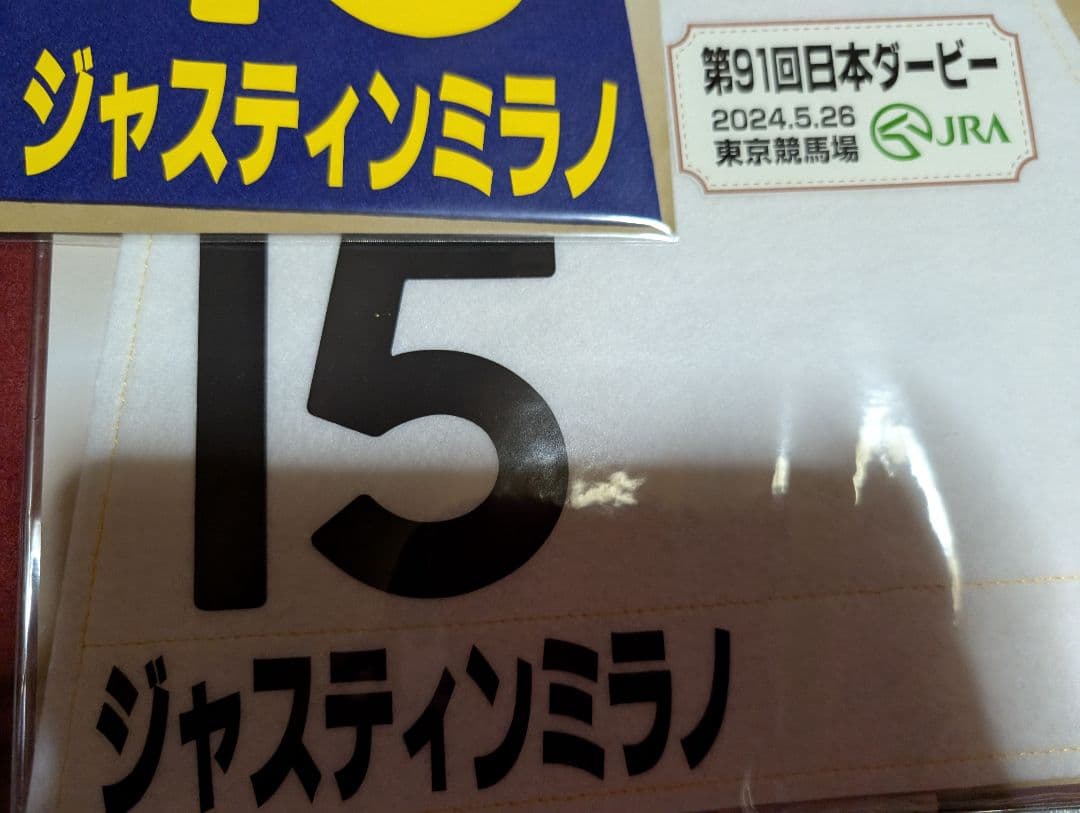 ジャスティンミラノ
第91回日本ダービー
2024.5.26
東京競馬場
JRA
15
ジャスティンミラノ